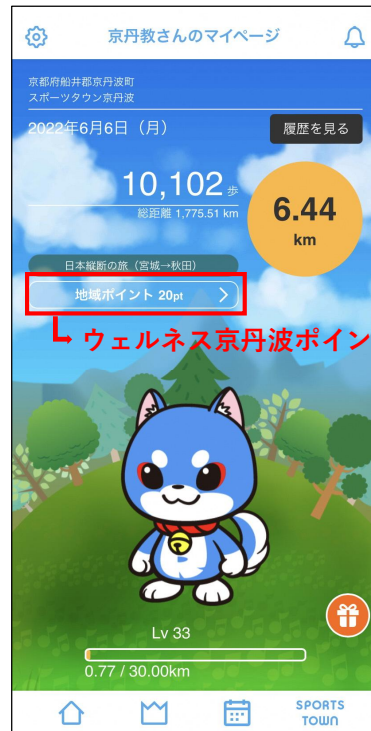 京丹教さんのマイページ
京都府船井郡京丹波町
スポーツタウン京丹波
2022年6月6日（月）
履歴を見る
10,102 歩
総距離 1,775.51 km
6.44
km
日本縦断の旅（宮城→秋田）
地域ポイント 20pt
ウェルネス京丹波ポイン
Lv 33
0.77 / 30.00km
SPORTS
TOWN